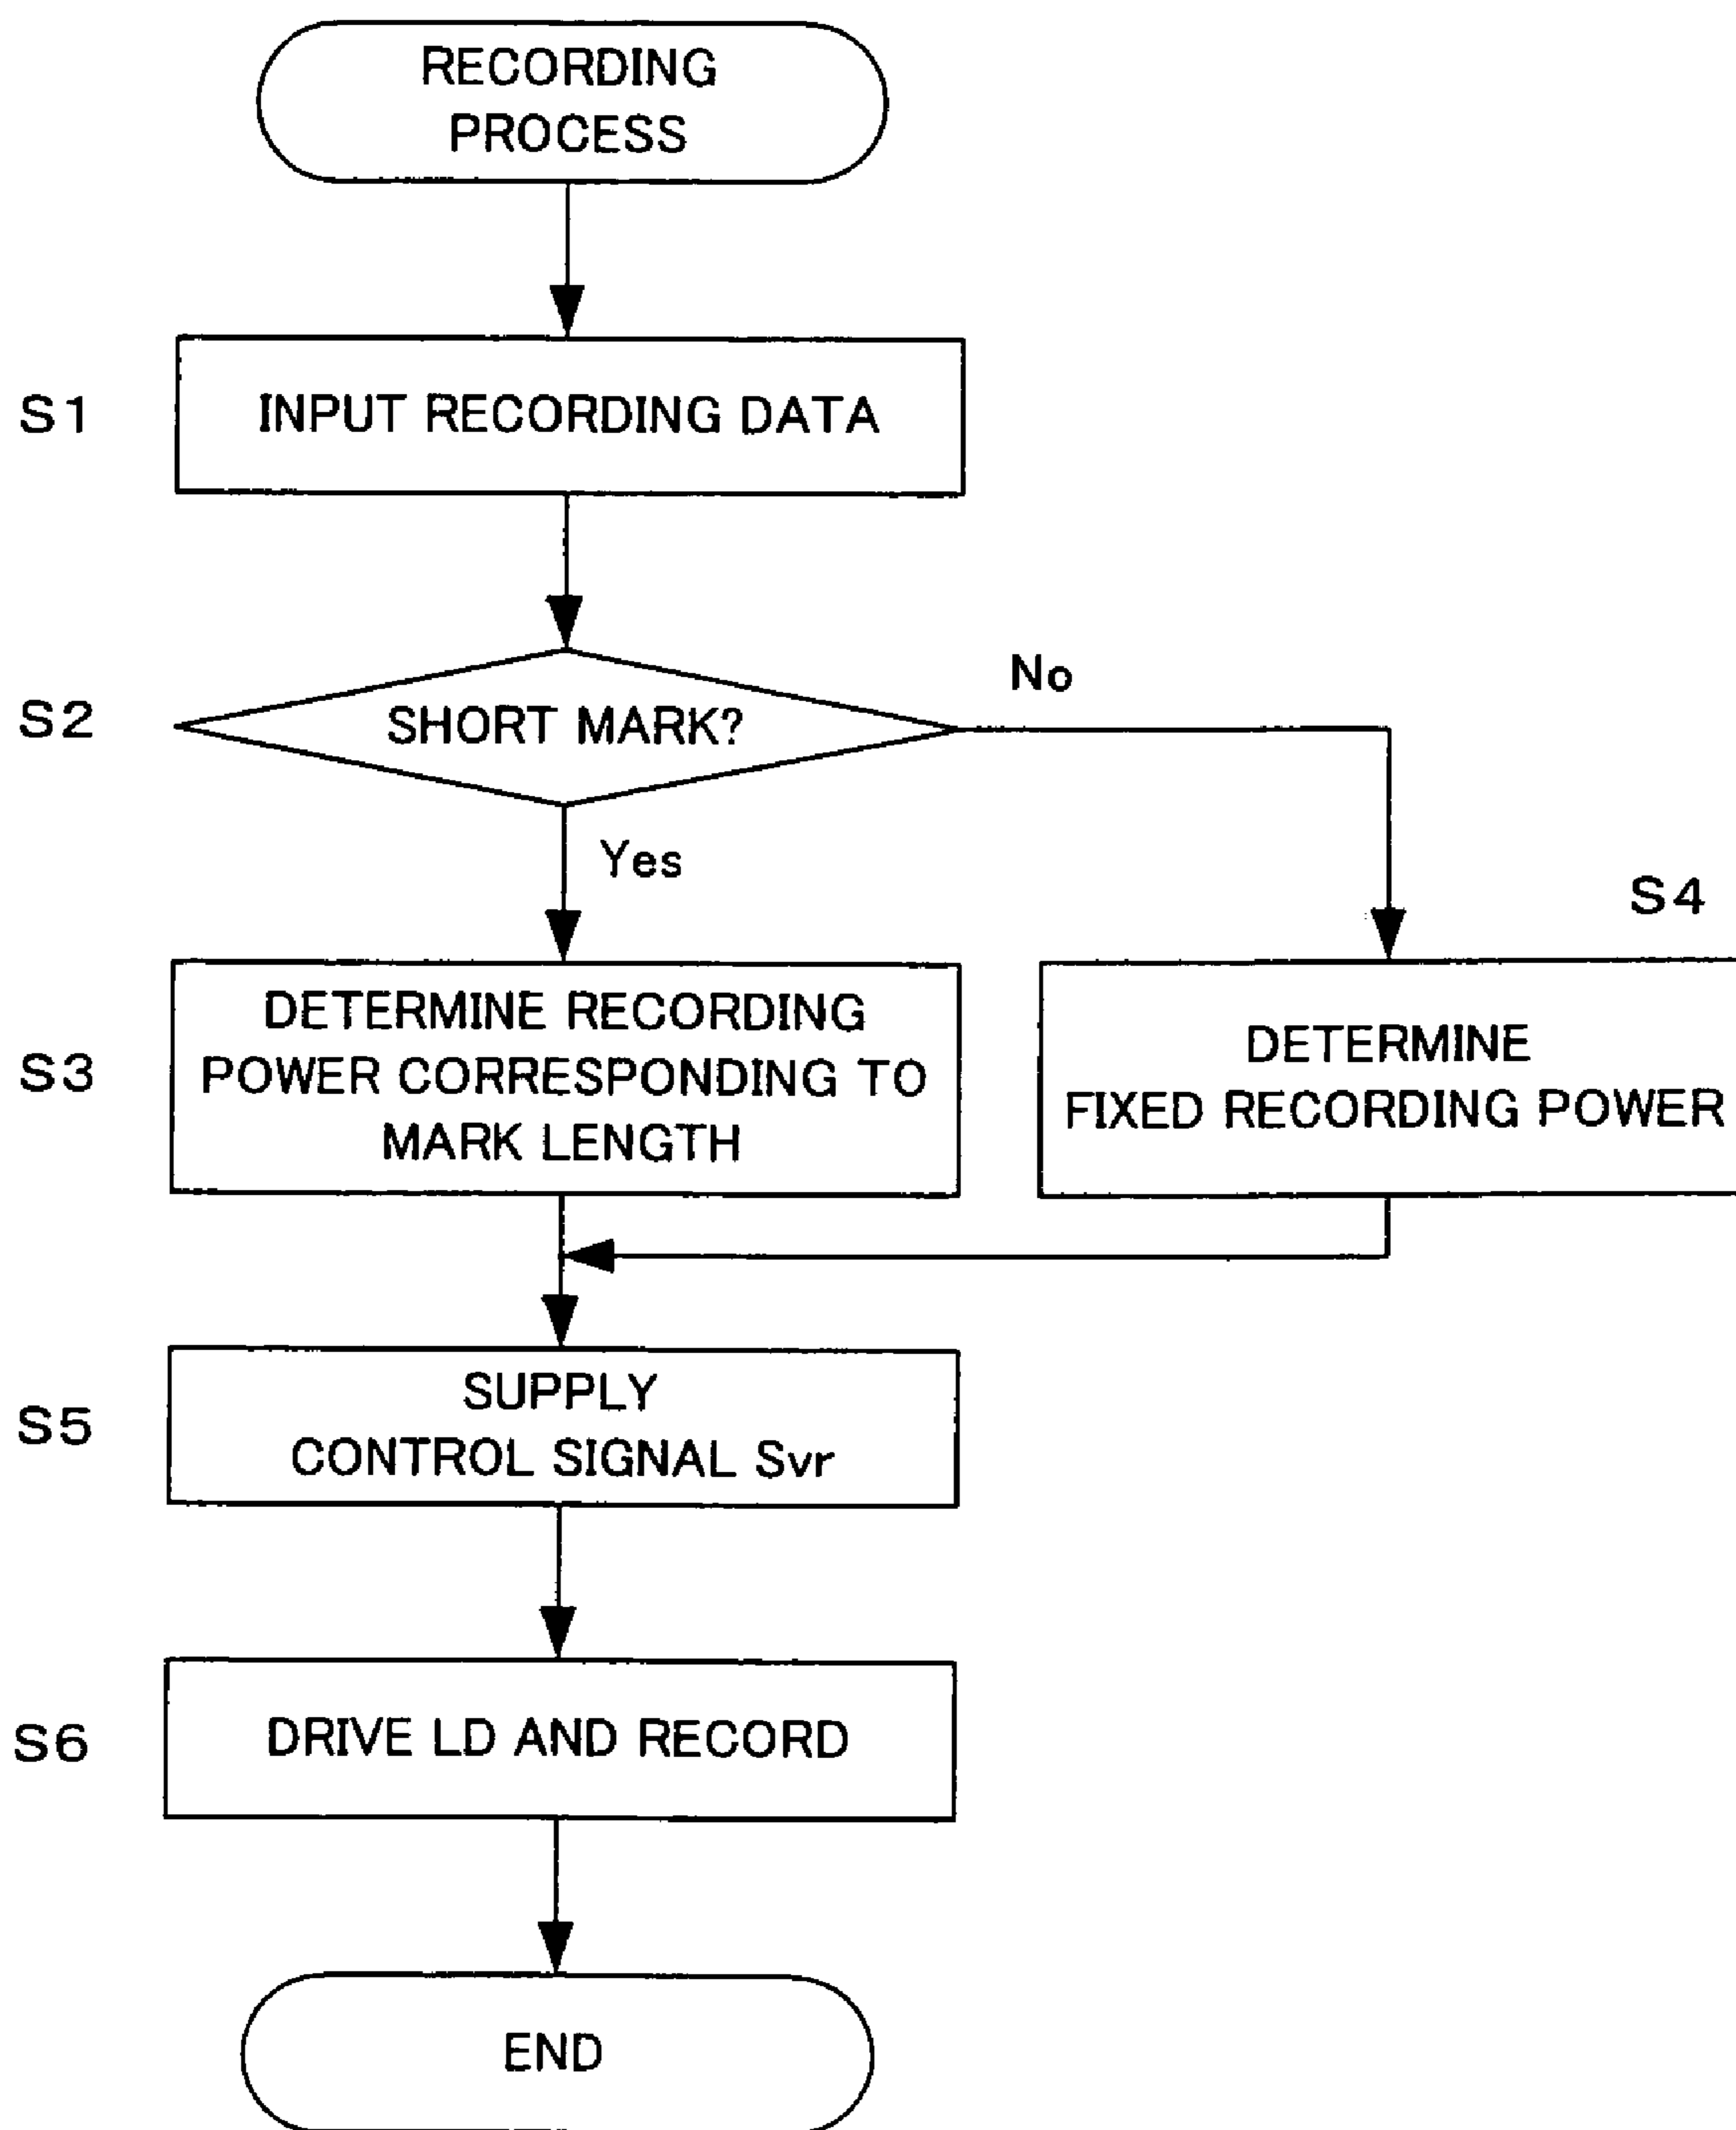 RECORDING
PROCESS
S1
INPUT RECORDING DATA
S2
SHORT MARK?
No
Yes
S4
S3
DETERMINE RECORDING
POWER CORRESPONDING TO
MARK LENGTH
DETERMINE
FIXED RECORDING POWER
S5
SUPPLY
CONTROL SIGNAL Svr
S6
DRIVE LD AND RECORD
END